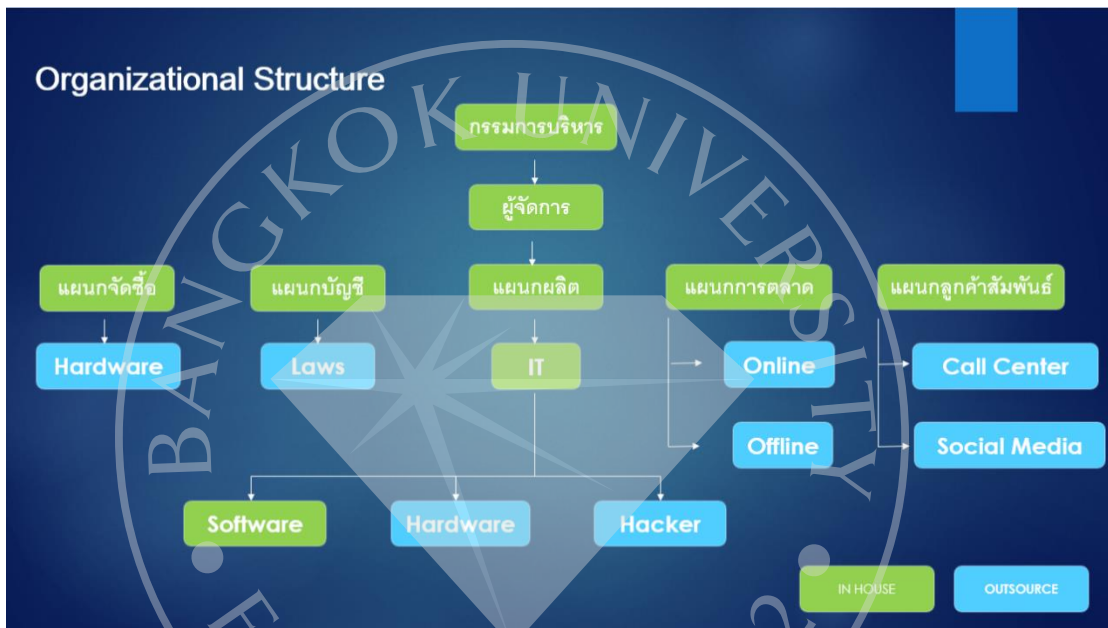 Organizational Structure
กรรมการบริหาร
ผู้จัดการ
แผนกจัดซื้อ
แผนกบัญชี
แผนกผลิต
แผนกการตลาด
แผนกลูกค้าสัมพันธ์
Hardware
Laws
IT
Online
Call Center
Offline
Social Media
Software
Hardware
Hacker
IN HOUSE
OUTSOURCE
BANGKOK UNIVERSITY